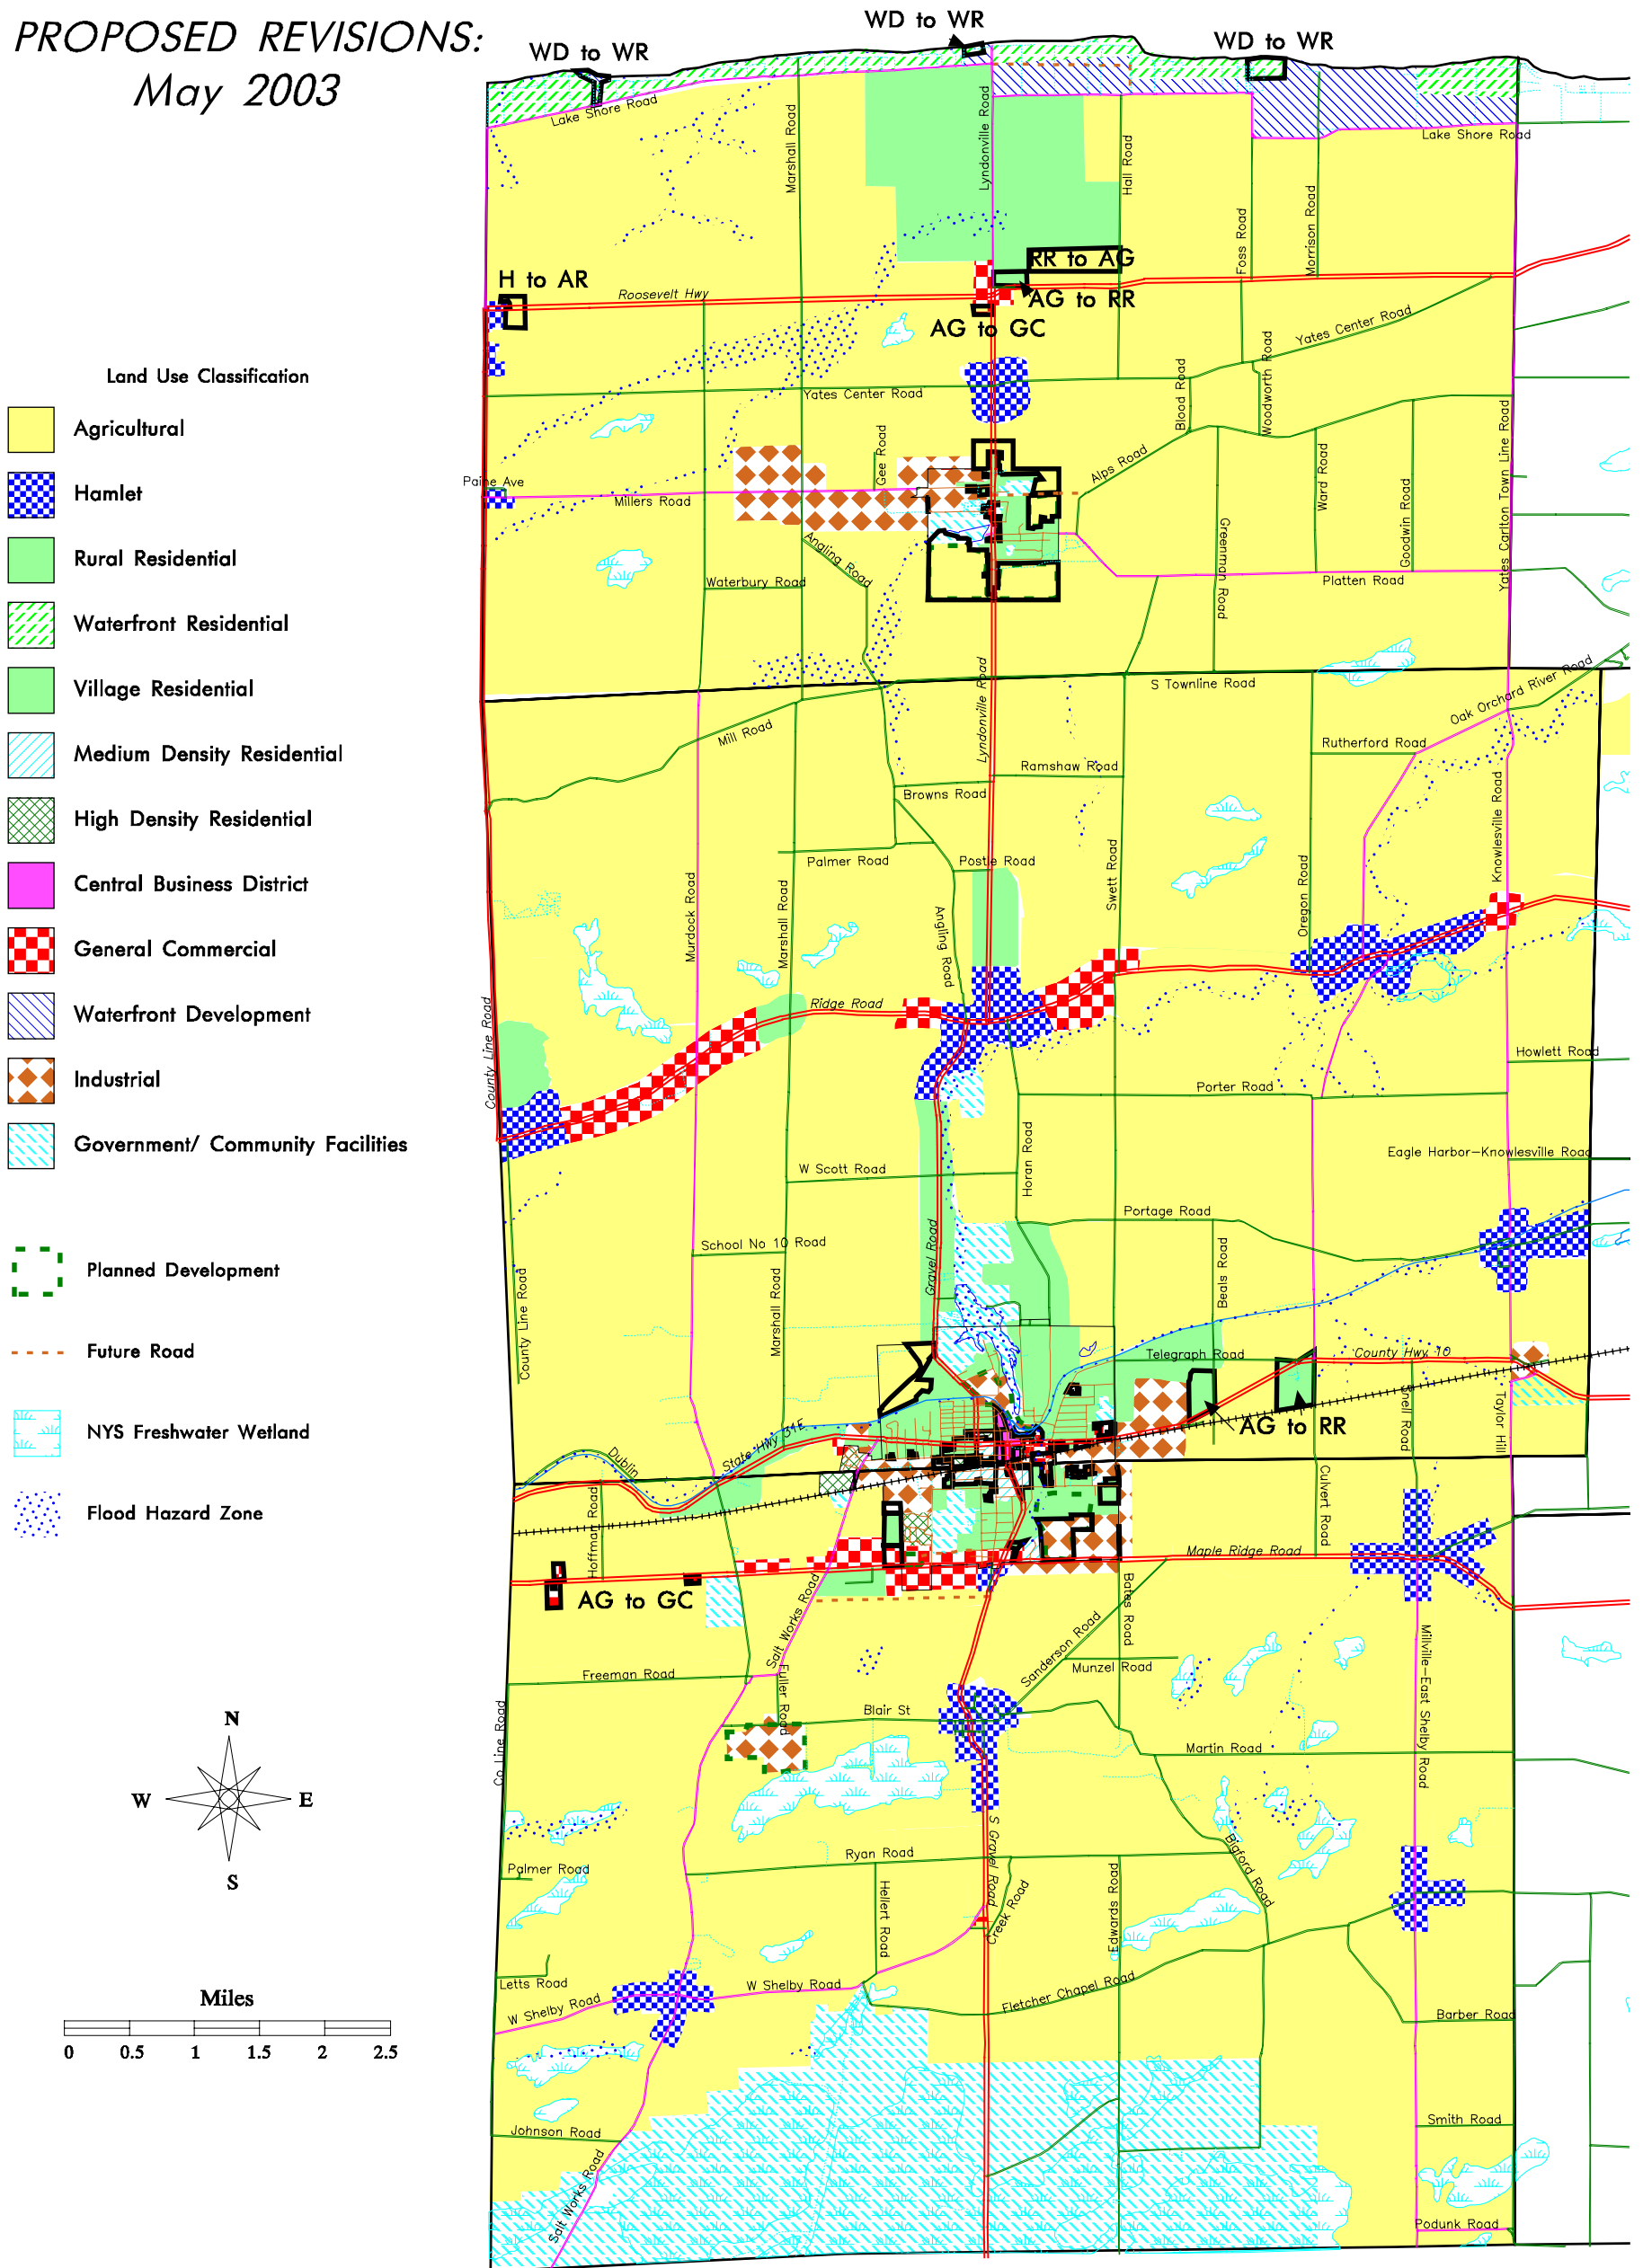 PROPOSED REVISIONS:
May 2003
WD to WR
WD to WR
WD to WR
Lake Shore Road
Lake Shore Road
Marshall Road
Lyndonville Road
Hall Road
Foss Road
Morrison Road
H to AR
RR to AG
AG to RR
AG to GC
Roosevelt Hwy
Yates Center Road
Yates Center Road
Blood Road
Woodworth Road
Land Use Classification
Agricultural
Hamlet
Rural Residential
Waterfront Residential
Village Residential
Medium Density Residential
High Density Residential
Central Business District
General Commercial
Waterfront Development
Industrial
Government/ Community Facilities
Planned Development
Future Road
NYS Freshwater Wetland
Flood Hazard Zone
N
W
E
S
Miles
0 0.5 1 1.5 2 2.5
Paine Ave
Millers Road
Gee Road
Alps Road
Ward Road
Goodwin Road
Yates Carlton Town Line Road
Greenman Road
Angling Road
Waterbury Road
Platten Road
S Townline Road
Lyndonville Road
Oak Orchard River Road
Mill Road
Rutherford Road
Ramshaw Road
Browns Road
Knowlesville Road
Palmer Road
Postle Road
Swett Road
Oregon Road
Murdock Road
Marshall Road
Angling Road
Ridge Road
County Line Road
Howlett Road
Porter Road
Horan Road
Eagle Harbor-Knowlesville Road
W Scott Road
Portage Road
School No 10 Road
Gravel Road
Beals Road
County Line Road
Marshall Road
Telegraph Road
County Hwy 10
Snell Road
Taylor Hill
AG to RR
State Hwy 31E
Dublin
Hoffman Road
Culvert Road
Maple Ridge Road
AG to GC
Salt Works Road
Bates Road
Sanderson Road
Munzel Road
Freeman Road
Fuller Road
Blair St
Millville-East Shelby Road
Co Line Road
Martin Road
S Gravel Road
Bigford Road
Ryan Road
Palmer Road
Hellert Road
Creek Road
Edwards Road
Letts Road
W Shelby Road
W Shelby Road
Fletcher Chapel Road
Barber Road
Johnson Road
Smith Road
Salt Works Road
Podunk Road